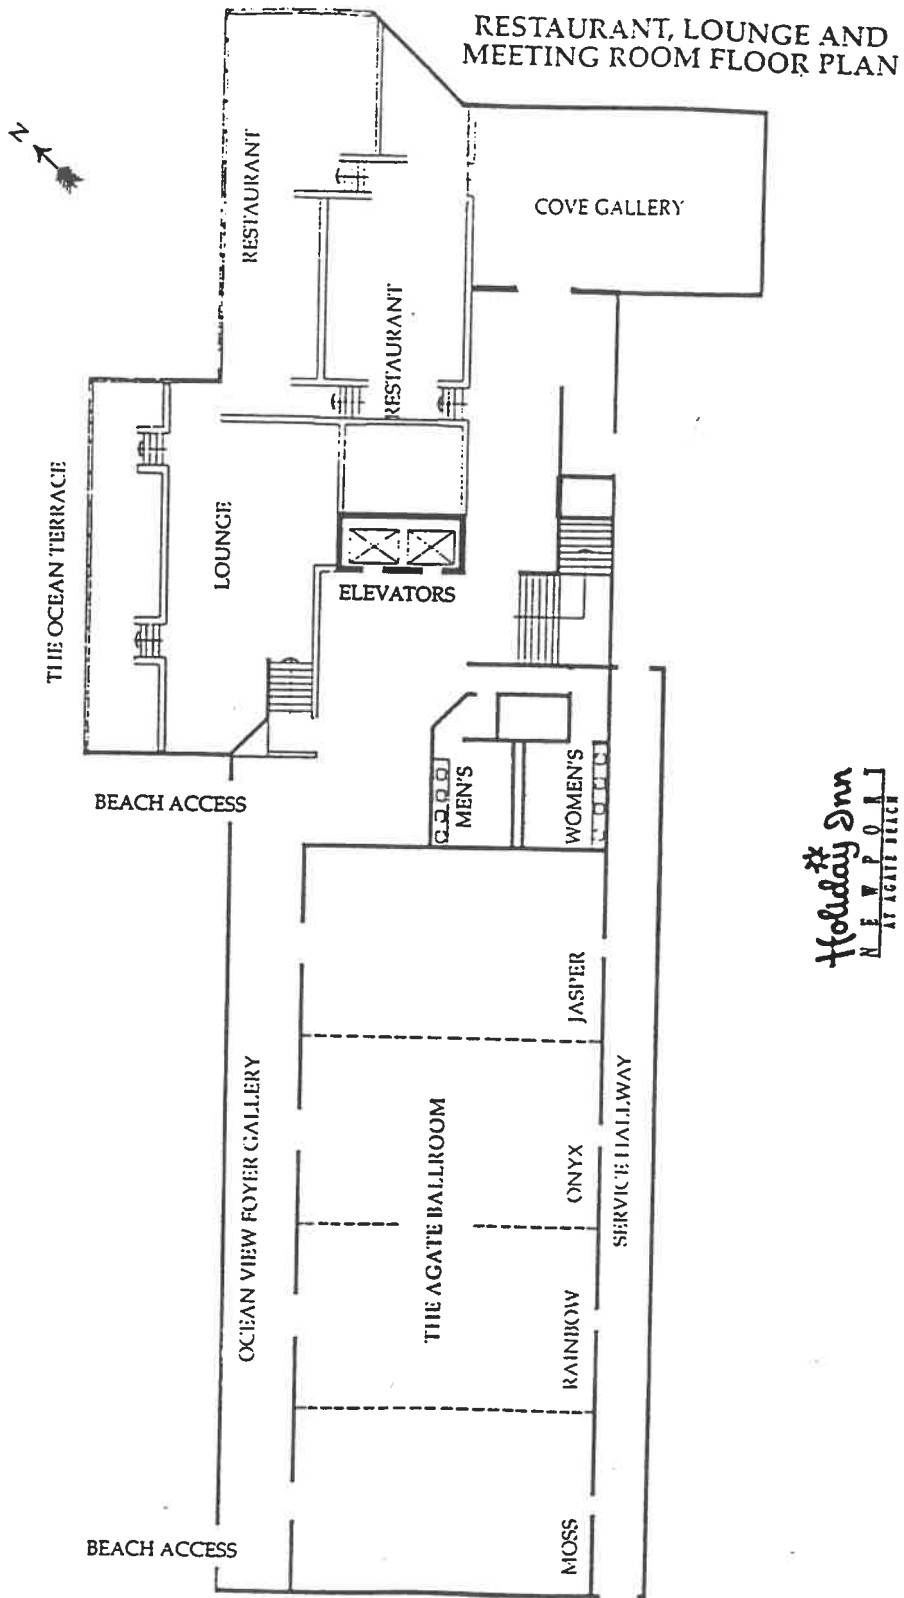 RESTAURANT, LOUNGE AND
MEETING ROOM FLOOR PLAN
N
RESTAURANT
COVE GALLERY
RESTAURANT
THE OCEAN TERRACE
LOUNGE
ELEVATORS
BEACH ACCESS
MEN'S
WOMEN'S
Holiday Inn
NEWPORT
AT AGATE BEACH
JASPER
OCEAN VIEW FOYER GALLERY
THE AGATE BALLROOM
ONYX
SERVICE HALLWAY
RAINBOW
BEACH ACCESS
MOSS